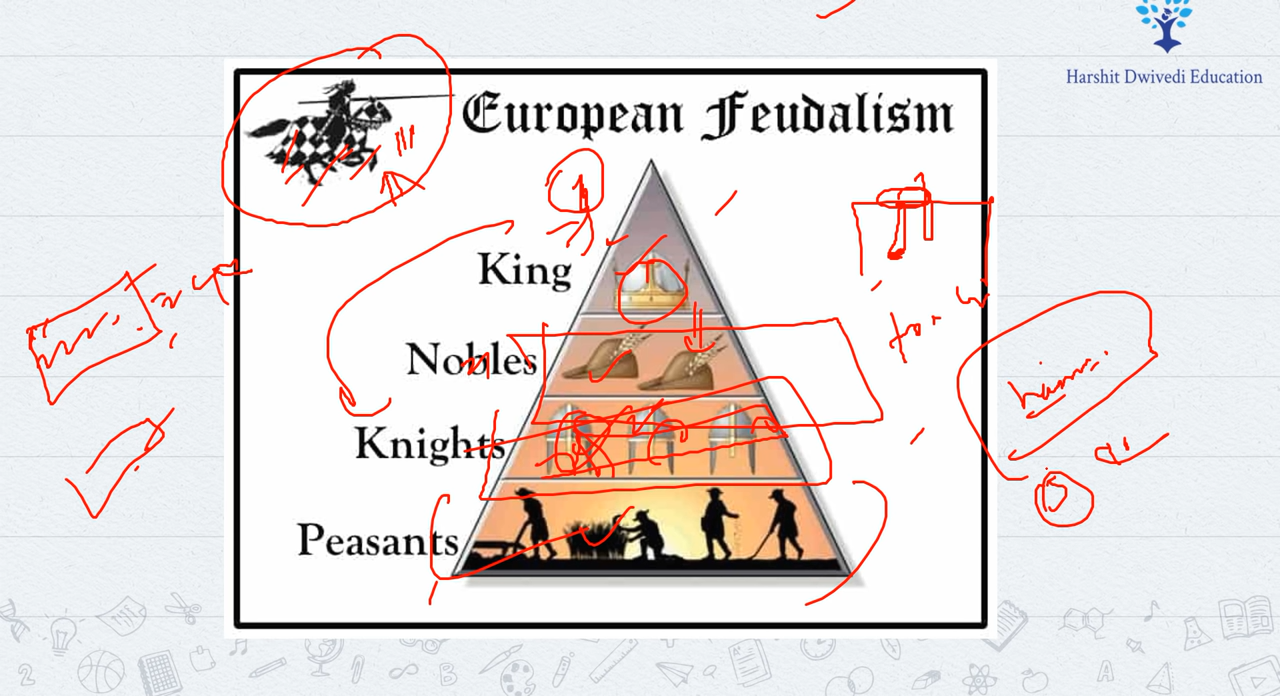 Harshit Dwivedi Education
European Feudalism
King
Nobles
Knights
Peasants